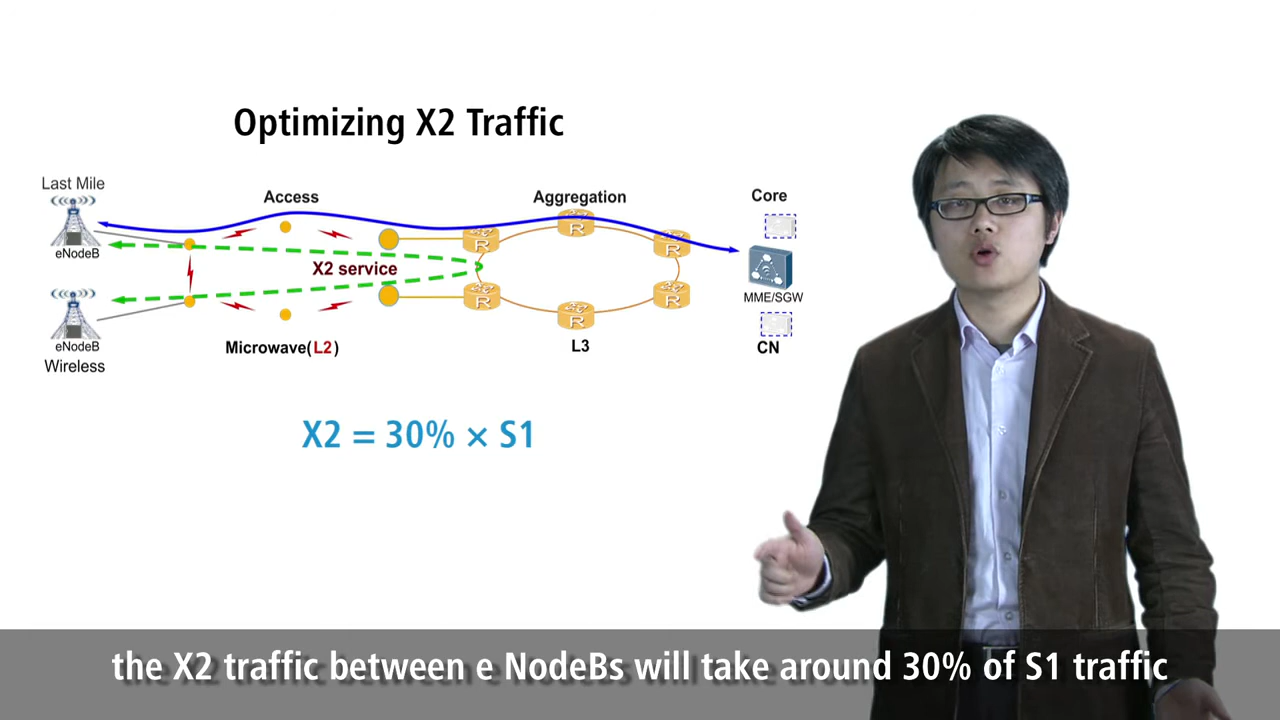 Optimizing X2 Traffic
Last Mile
Access
Aggregation
Core
eNodeB
X2 service
R
R
R
R
R
R
MME/SGW
eNodeB
Wireless
Microwave(L2)
L3
CN
X2 = 30% × S1
the X2 traffic between e NodeBs will take around 30% of S1 traffic